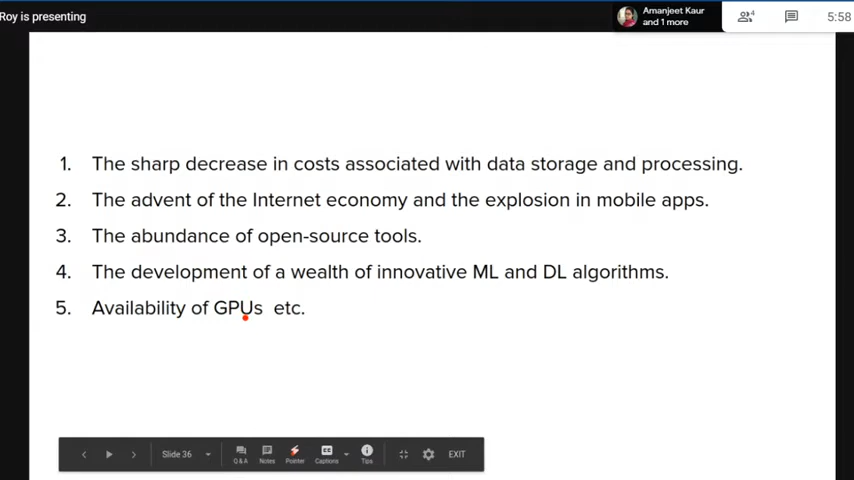 Roy is presenting
Amanjeet Kaur
and 1 more
4
5:58
1. The sharp decrease in costs associated with data storage and processing.
2. The advent of the Internet economy and the explosion in mobile apps.
3. The abundance of open-source tools.
4. The development of a wealth of innovative ML and DL algorithms.
5. Availability of GPUs etc.
Slide 36
Q&A Notes Pointer Captions Tips
EXIT